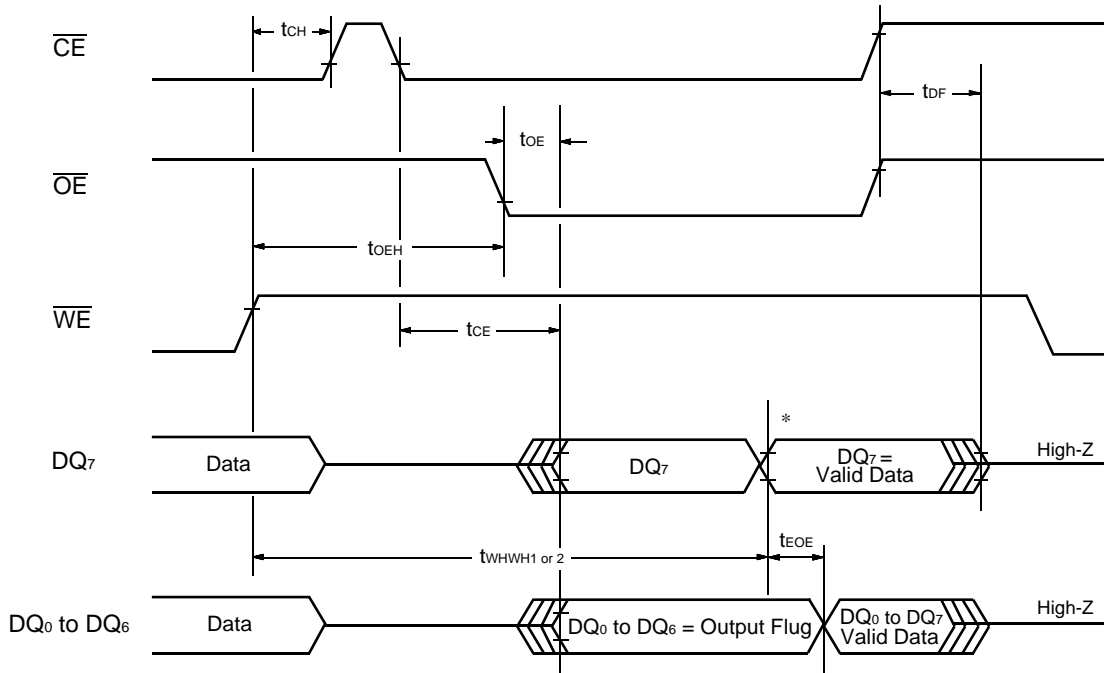 CE
tCH
tDF
OE
tOE
tOEH
WE
tCE
*
DQ7
Data
DQ7
DQ7 =
Valid Data
High-Z
tWHWH1 or 2
tEOE
DQ0 to DQ6
Data
DQ0 to DQ6 = Output Flug
DQ0 to DQ7
Valid Data
High-Z